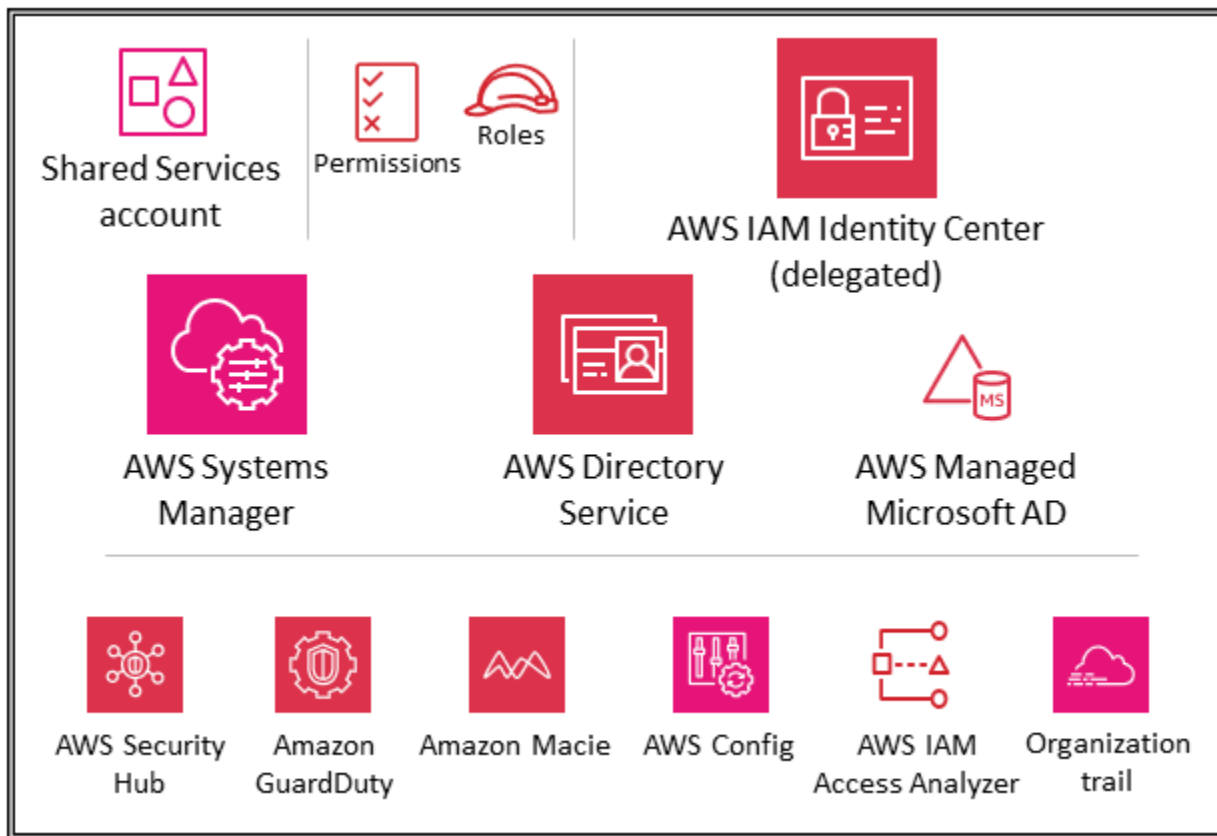 Shared Services
account
Permissions
Roles
AWS IAM Identity Center
(delegated)
AWS Systems
Manager
AWS Directory
Service
MS
AWS Managed
Microsoft AD
AWS Security
Hub
Amazon
GuardDuty
Amazon Macie
AWS Config
AWS IAM
Access Analyzer
Organization
trail